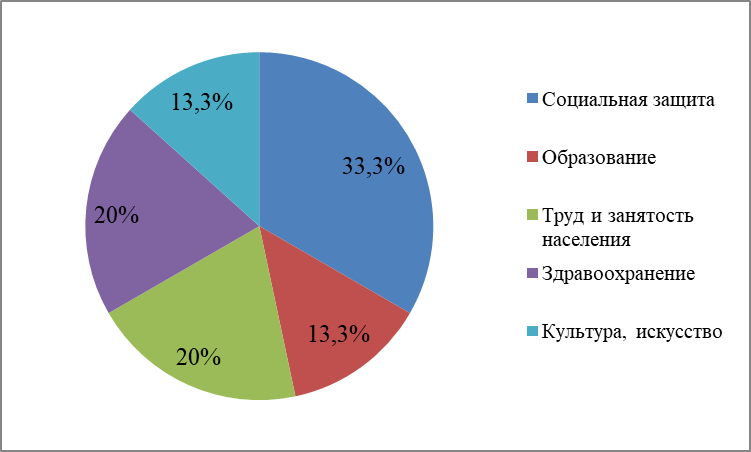 13,3%
33,3%
20%
13,3%
20%
Социальная защита
Образование
Труд и занятость
населения
Здравоохранение
Культура, искусство